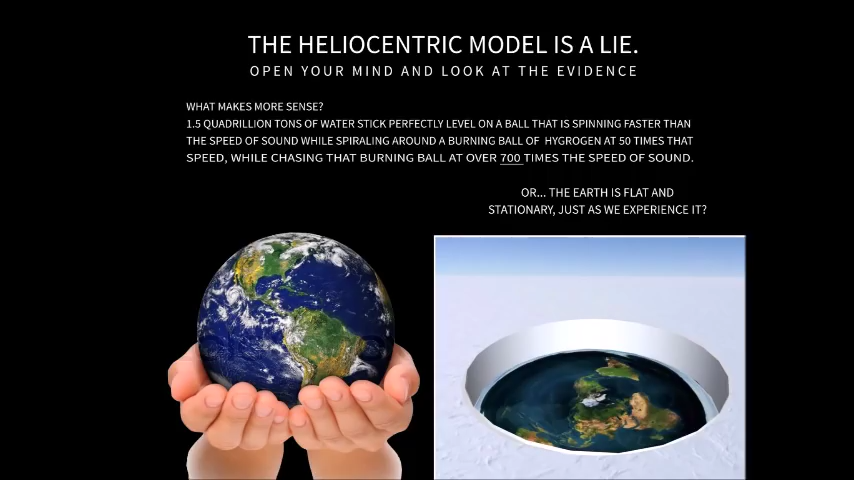 THE HELIOCENTRIC MODEL IS A LIE.
OPEN YOUR MIND AND LOOK AT THE EVIDENCE
WHAT MAKES MORE SENSE?
1.5 QUADRILLION TONS OF WATER STICK PERFECTLY LEVEL ON A BALL THAT IS SPINNING FASTER THAN
THE SPEED OF SOUND WHILE SPIRALING AROUND A BURNING BALL OF HYGROGEN AT 50 TIMES THAT
SPEED, WHILE CHASING THAT BURNING BALL AT OVER 700 TIMES THE SPEED OF SOUND.
OR... THE EARTH IS FLAT AND
STATIONARY, JUST AS WE EXPERIENCE IT?